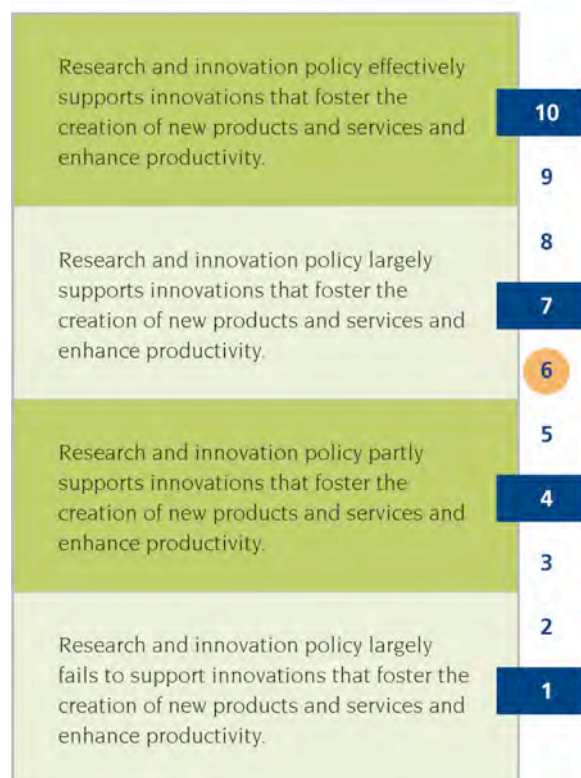 Research and innovation policy effectively
supports innovations that foster the
creation of new products and services and
enhance productivity.
10
9
8
Research and innovation policy largely
supports innovations that foster the
creation of new products and services and
enhance productivity.
7
6
5
Research and innovation policy partly
supports innovations that foster the
creation of new products and services and
enhance productivity.
4
3
2
Research and innovation policy largely
fails to support innovations that foster the
creation of new products and services and
enhance productivity.
1